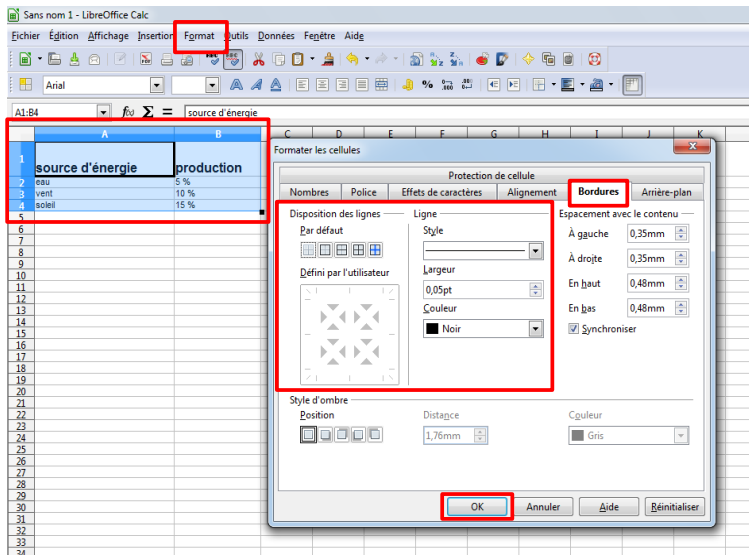 Sans nom 1 - LibreOffice Calc
Fichier Édition Affichage Insertion Format Outils Données Fenêtre Aide
Arial
A1:B4 source d'énergie
A B C D E F G H I J K
1 source d'énergie production
2 eau 5 %
3 vent 10 %
4 soleil 15 %
5
6
7
8
9
10
11
12
13
14
15
16
17
18
19
20
21
22
23
24
25
26
27
28
29
30
31
32
33
34
Formater les cellules
Protection de cellule
Nombres Police Effets de caractères Alignement Bordures Arrière-plan
Disposition des lignes Ligne Espacement avec le contenu
Par défaut Style À gauche 0,35mm
À droite 0,35mm
Défini par l'utilisateur Largeur En haut 0,48mm
0,05pt
Couleur En bas 0,48mm
Noir Synchroniser
Style d'ombre
Position Distance Couleur
1,76mm Gris
OK Annuler Aide Réinitialiser